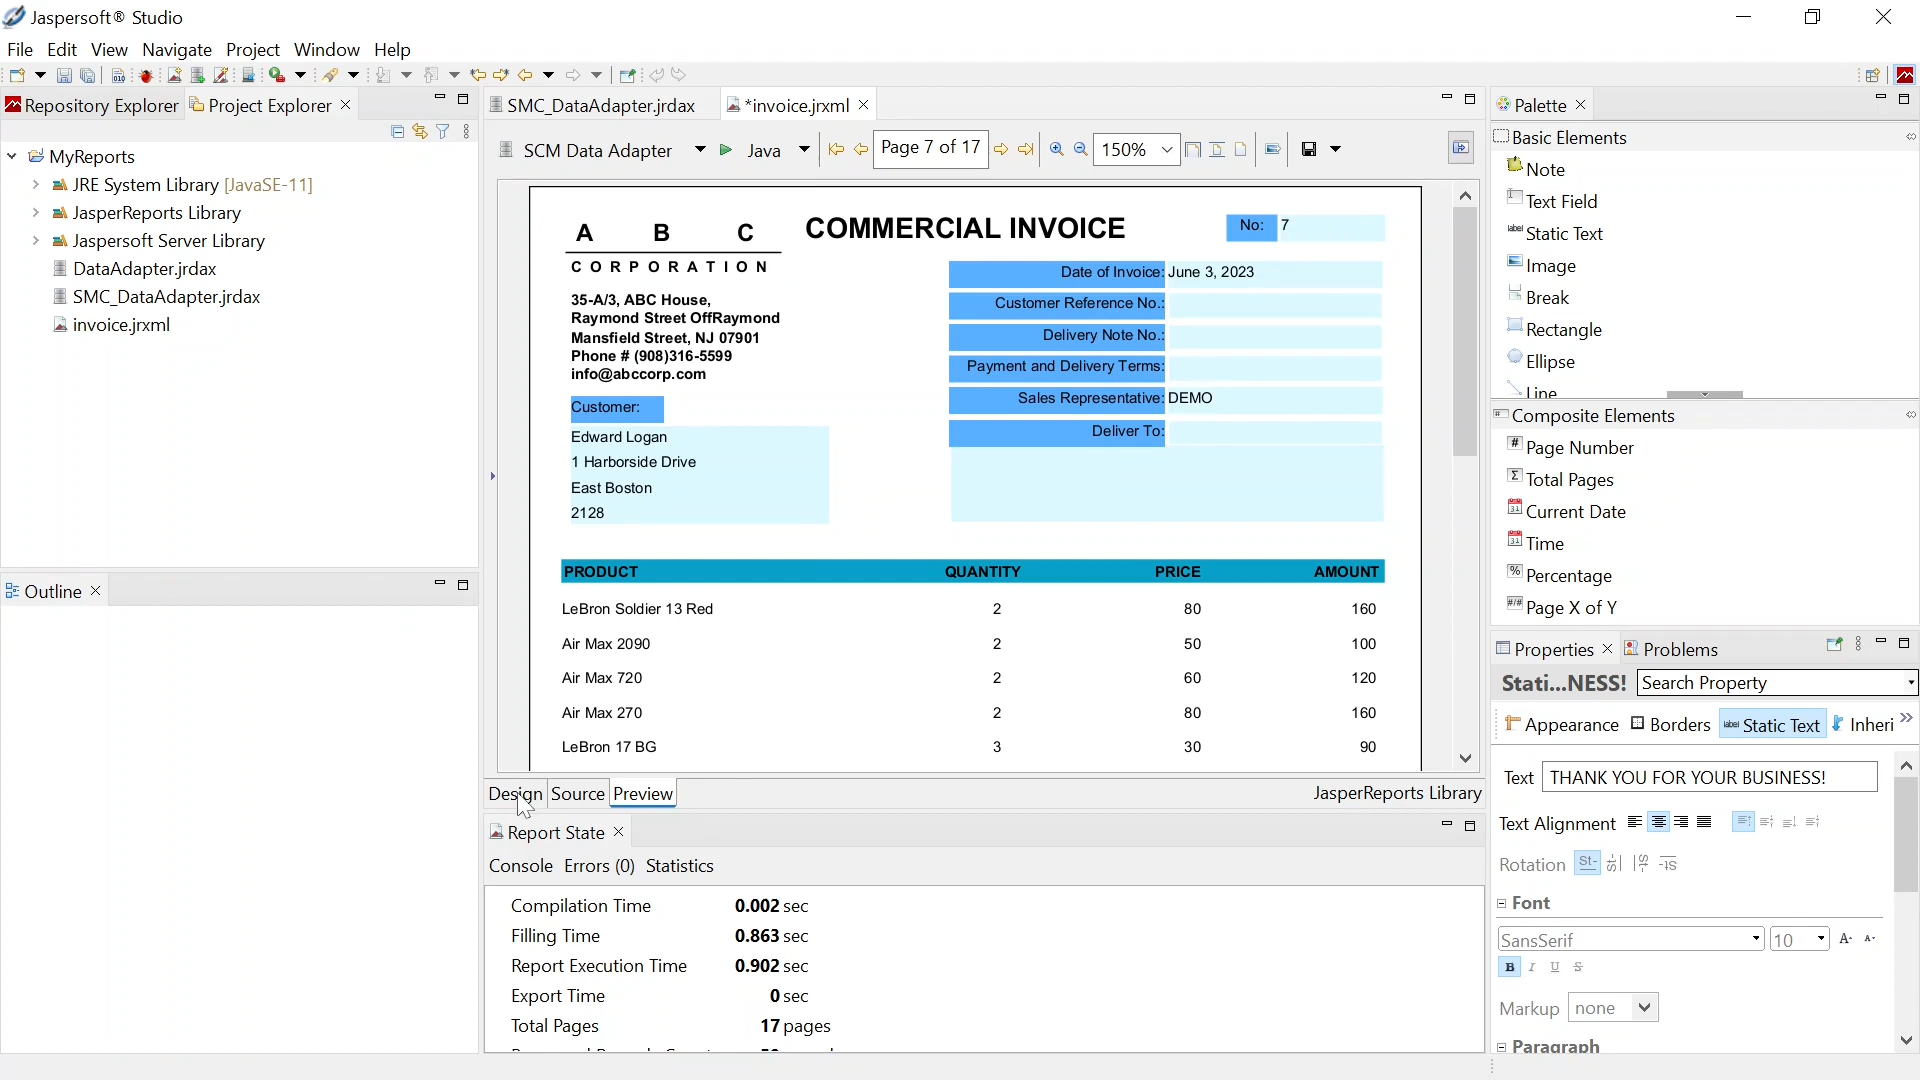 Jaspersoft® Studio
File Edit View Navigate Project Window Help
Repository Explorer Project Explorer
MyReports
JRE System Library [JavaSE-11]
JasperReports Library
Jaspersoft Server Library
DataAdapter.jrdax
SMC_DataAdapter.jrdax
invoice.jrxml
Outline
SMC_DataAdapter.jrdax *invoice.jrxml
SCM Data Adapter Java Page 7 of 17 150%
A B C
CORPORATION
COMMERCIAL INVOICE
No: 7
35-A/3, ABC House,
Raymond Street OffRaymond
Mansfield Street, NJ 07901
Phone # (908)316-5599
info@abccorp.com
Date of Invoice: June 3, 2023
Customer Reference No.:
Delivery Note No.:
Payment and Delivery Terms:
Sales Representative: DEMO
Deliver To:
Customer:
Edward Logan
1 Harborside Drive
East Boston
2128
PRODUCT QUANTITY PRICE AMOUNT
LeBron Soldier 13 Red 2 80 160
Air Max 2090 2 50 100
Air Max 720 2 60 120
Air Max 270 2 80 160
LeBron 17 BG 3 30 90
Design Source Preview JasperReports Library
Report State
Console Errors (0) Statistics
Compilation Time 0.002 sec
Filling Time 0.863 sec
Report Execution Time 0.902 sec
Export Time 0 sec
Total Pages 17 pages
Palette
Basic Elements
Note
Text Field
Static Text
Image
Break
Rectangle
Ellipse
Line
Composite Elements
Page Number
Total Pages
Current Date
Time
Percentage
Page X of Y
Properties Problems
Stati...NESS! Search Property
Appearance Borders Static Text Inheri
Text THANK YOU FOR YOUR BUSINESS!
Text Alignment
Rotation
Font
SansSerif 10
B I U S
Markup none
Paragraph